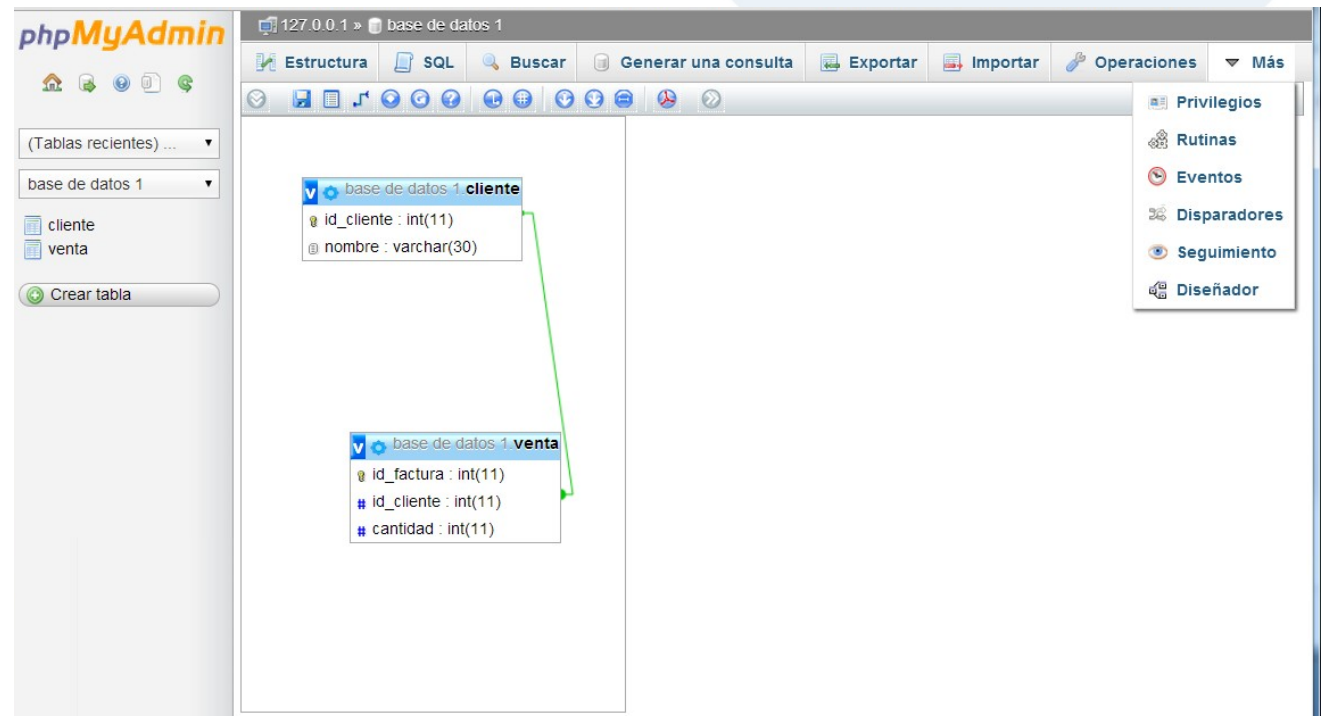 phpMyAdmin
(Tablas recientes) ...
base de datos 1
cliente
venta
Crear tabla
127.0.0.1 » base de datos 1
Estructura SQL Buscar Generar una consulta Exportar Importar Operaciones Más
Privilegios
Rutinas
Eventos
Disparadores
Seguimiento
Diseñador
v base de datos 1.cliente
id_cliente : int(11)
nombre : varchar(30)
v base de datos 1.venta
id_factura : int(11)
# id_cliente : int(11)
# cantidad : int(11)